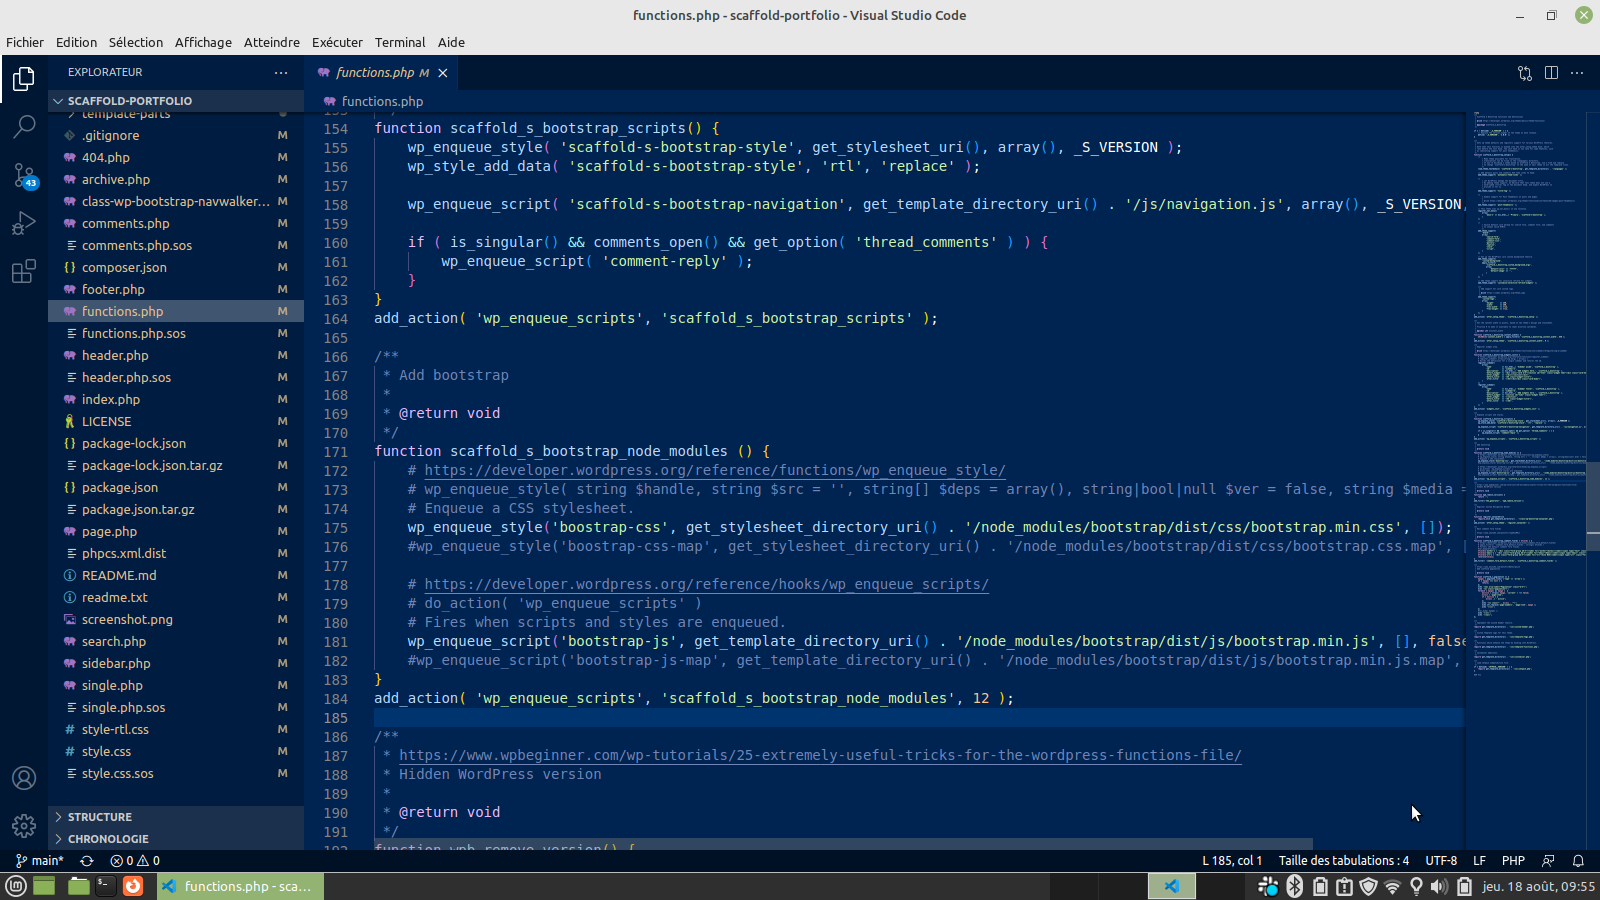 functions.php - scaffold-portfolio - Visual Studio Code
Fichier Edition Sélection Affichage Atteindre Exécuter Terminal Aide
EXPLORATEUR
SCAFFOLD-PORTFOLIO
template-parts
.gitignore M
404.php M
archive.php M
class-wp-bootstrap-navwalker... M
comments.php M
comments.php.sos M
composer.json M
footer.php M
functions.php M
functions.php.sos M
header.php M
header.php.sos M
index.php M
LICENSE M
package-lock.json M
package-lock.json.tar.gz M
package.json M
package.json.tar.gz M
page.php M
phpcs.xml.dist M
README.md M
readme.txt M
screenshot.png M
search.php M
sidebar.php M
single.php M
single.php.sos M
style-rtl.css M
style.css M
style.css.sos M
STRUCTURE
CHRONOLOGIE
43
functions.php M
functions.php
153 */
154 function scaffold_s_bootstrap_scripts() {
155 wp_enqueue_style( 'scaffold-s-bootstrap-style', get_stylesheet_uri(), array(), _S_VERSION );
156 wp_style_add_data( 'scaffold-s-bootstrap-style', 'rtl', 'replace' );
157
158 wp_enqueue_script( 'scaffold-s-bootstrap-navigation', get_template_directory_uri() . '/js/navigation.js', array(), _S_VERSION,
159
160 if ( is_singular() && comments_open() && get_option( 'thread_comments' ) ) {
161 wp_enqueue_script( 'comment-reply' );
162 }
163 }
164 add_action( 'wp_enqueue_scripts', 'scaffold_s_bootstrap_scripts' );
165
166 /**
167 * Add bootstrap
168 *
169 * @return void
170 */
171 function scaffold_s_bootstrap_node_modules () {
172 # https://developer.wordpress.org/reference/functions/wp_enqueue_style/
173 # wp_enqueue_style( string $handle, string $src = '', string[] $deps = array(), string|bool|null $ver = false, string $media =
174 # Enqueue a CSS stylesheet.
175 wp_enqueue_style('boostrap-css', get_stylesheet_directory_uri() . '/node_modules/bootstrap/dist/css/bootstrap.min.css', []);
176 #wp_enqueue_style('boostrap-css-map', get_stylesheet_directory_uri() . '/node_modules/bootstrap/dist/css/bootstrap.css.map', [
177
178 # https://developer.wordpress.org/reference/hooks/wp_enqueue_scripts/
179 # do_action( 'wp_enqueue_scripts' )
180 # Fires when scripts and styles are enqueued.
181 wp_enqueue_script('bootstrap-js', get_template_directory_uri() . '/node_modules/bootstrap/dist/js/bootstrap.min.js', [], false
182 #wp_enqueue_script('bootstrap-js-map', get_template_directory_uri() . '/node_modules/bootstrap/dist/js/bootstrap.min.js.map',
183 }
184 add_action( 'wp_enqueue_scripts', 'scaffold_s_bootstrap_node_modules', 12 );
185
186 /**
187 * https://www.wpbeginner.com/wp-tutorials/25-extremely-useful-tricks-for-the-wordpress-functions-file/
188 * Hidden WordPress version
189 *
190 * @return void
191 */
192 function wpb_remove_version() {
main* 0 0 L 185, col 1 Taille des tabulations : 4 UTF-8 LF PHP
functions.php - sca... jeu. 18 août, 09:55